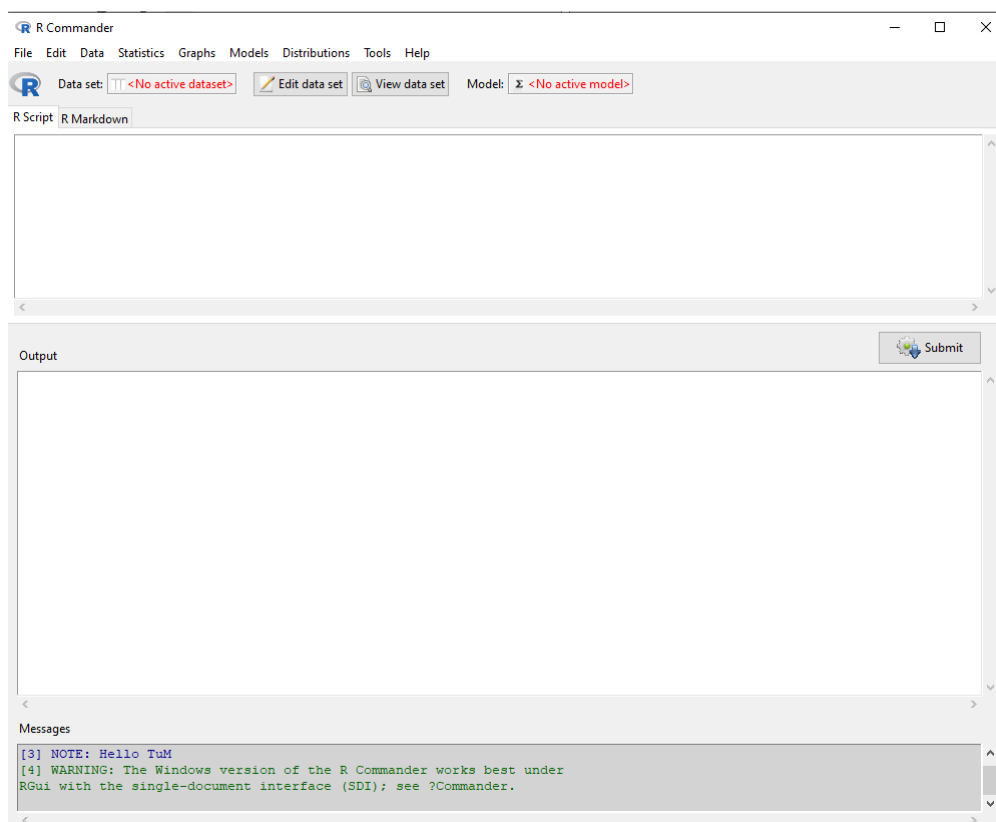 R Commander
File Edit Data Statistics Graphs Models Distributions Tools Help
R Data set: <No active dataset> Edit data set View data set Model: Σ <No active model>
R Script R Markdown
Output
Submit
Messages
[3] NOTE: Hello TuM
[4] WARNING: The Windows version of the R Commander works best under
RGui with the single-document interface (SDI); see ?Commander.